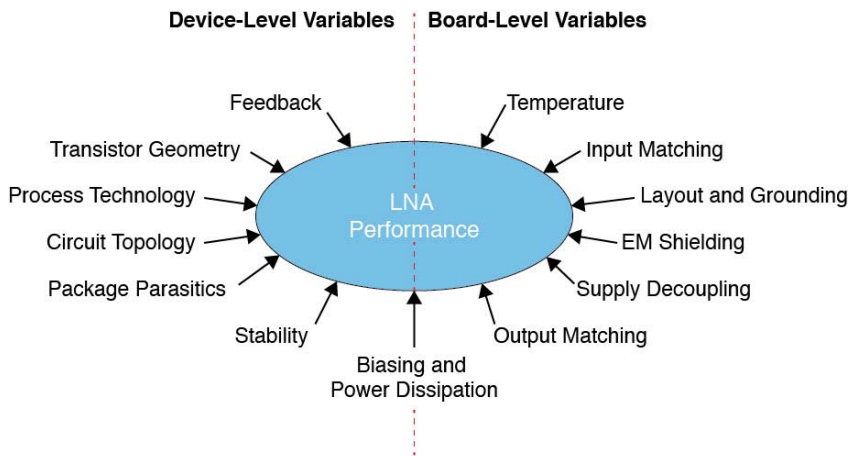 Device-Level Variables
Board-Level Variables
Feedback
Temperature
Transistor Geometry
Input Matching
Process Technology
Layout and Grounding
LNA
Performance
Circuit Topology
EM Shielding
Package Parasitics
Supply Decoupling
Stability
Output Matching
Biasing and
Power Dissipation